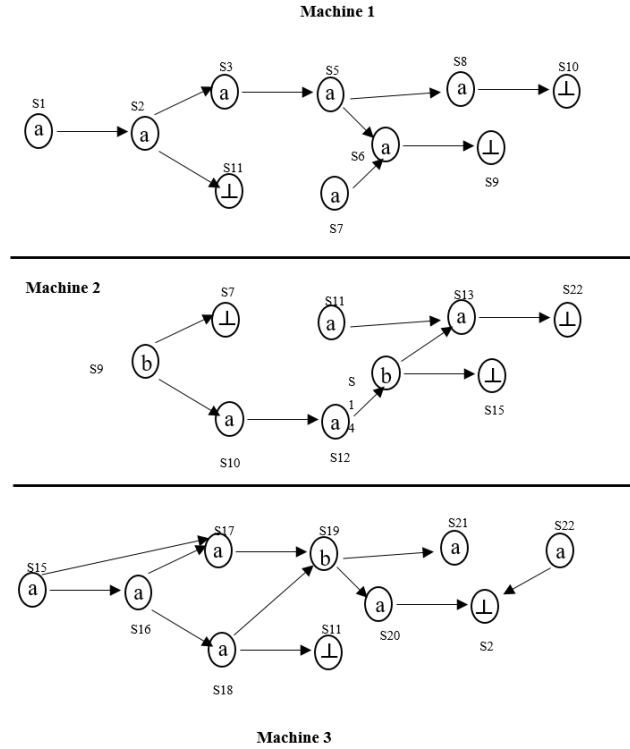 Machine 1
S3
S5
S8
S10
S1
S2
a
a
a
⊥
a
a
S6
a
⊥
S11
⊥
a
S9
S7
Machine 2
S7
S11
S13
S22
⊥
a
a
⊥
S9
b
S
1
4
b
⊥
S15
a
a
S10
S12
S17
S19
S21
S22
S15
a
b
a
a
a
a
S16
a
⊥
S20
S2
S11
a
⊥
S18
Machine 3